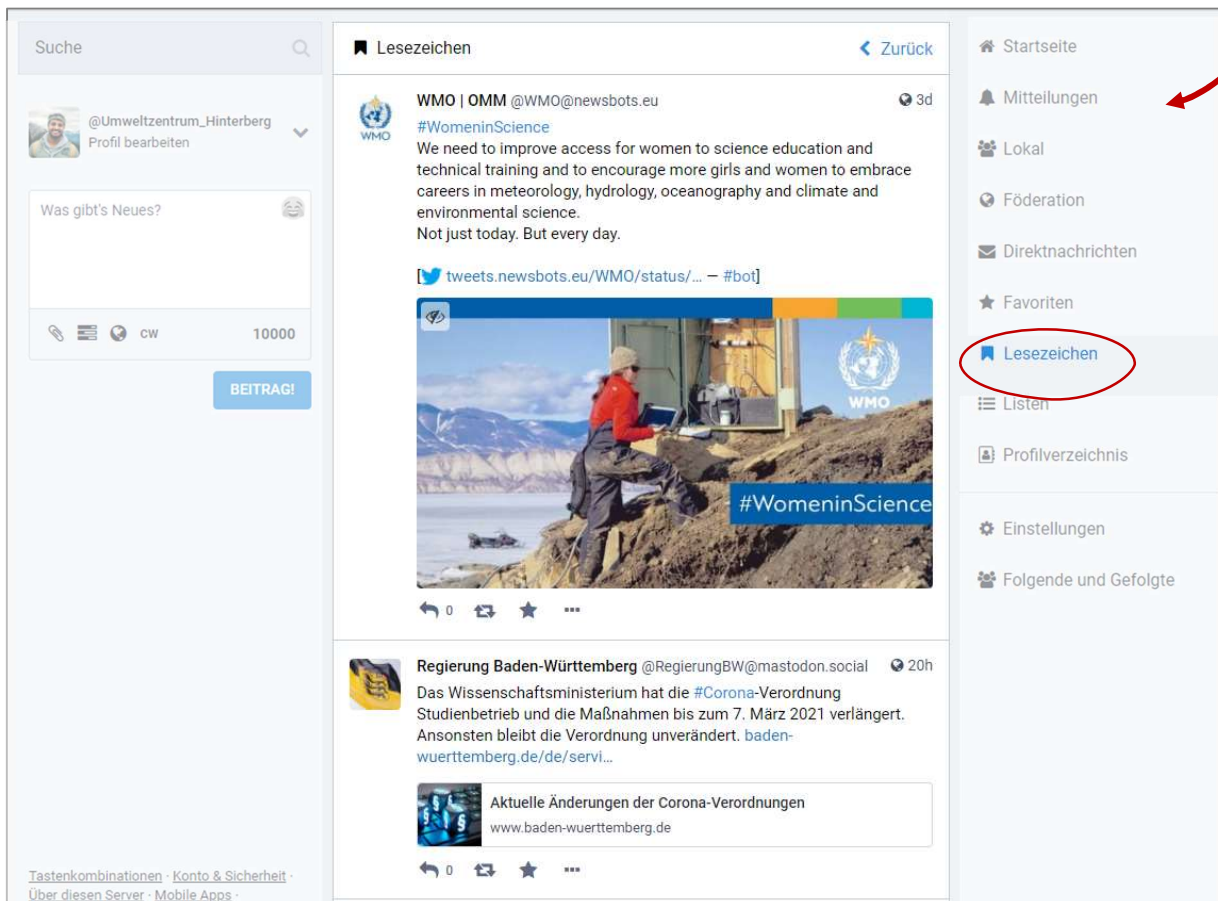 Suche
@Umweltzentrum_Hinterberg
Profil bearbeiten
Was gibt's Neues?
CW
10000
BEITRAG!
Tastenkombinationen · Konto & Sicherheit ·
Über diesen Server · Mobile Apps ·
Lesezeichen
Zurück
WMO | OMM @WMO@newsbots.eu 3d
#WomeninScience
We need to improve access for women to science education and
technical training and to encourage more girls and women to embrace
careers in meteorology, hydrology, oceanography and climate and
environmental science.
Not just today. But every day.
[ tweets.newsbots.eu/WMO/status/… — #bot]
WMO
WMO
#WomeninScience
0
Regierung Baden-Württemberg @RegierungBW@mastodon.social 20h
Das Wissenschaftsministerium hat die #Corona-Verordnung
Studienbetrieb und die Maßnahmen bis zum 7. März 2021 verlängert.
Ansonsten bleibt die Verordnung unverändert. baden-
wuerttemberg.de/de/servi…
Aktuelle Änderungen der Corona-Verordnungen
www.baden-wuerttemberg.de
§
§
0
Startseite
Mitteilungen
Lokal
Föderation
Direktnachrichten
Favoriten
Lesezeichen
Listen
Profilverzeichnis
Einstellungen
Folgende und Gefolgte